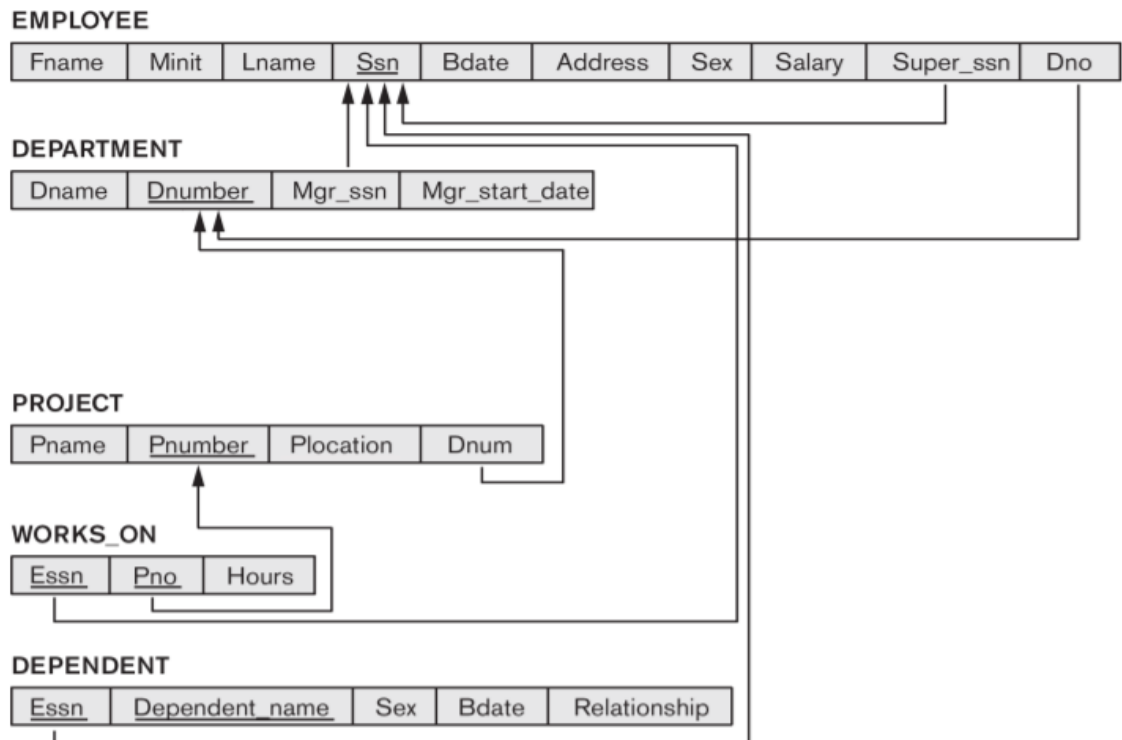 EMPLOYEE
Fname Minit Lname Ssn Bdate Address Sex Salary Super_ssn Dno
DEPARTMENT
Dname Dnumber Mgr_ssn Mgr_start_date
PROJECT
Pname Pnumber Plocation Dnum
WORKS_ON
Essn Pno Hours
DEPENDENT
Essn Dependent_name Sex Bdate Relationship